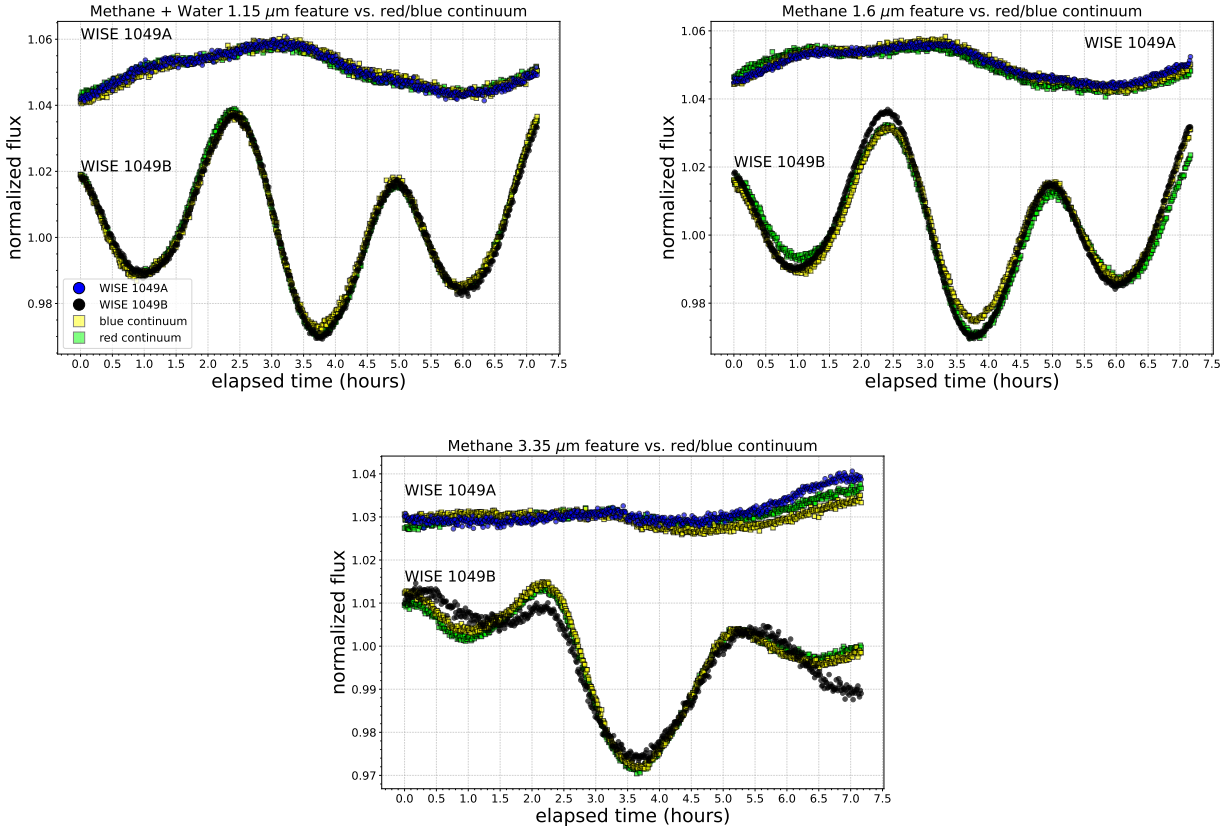 Methane + Water 1.15 μm feature vs. red/blue continuum
WISE 1049A
WISE 1049B
normalized flux
1.06
1.04
1.02
1.00
0.98
WISE 1049A
WISE 1049B
blue continuum
red continuum
0.0 0.5 1.0 1.5 2.0 2.5 3.0 3.5 4.0 4.5 5.0 5.5 6.0 6.5 7.0 7.5
elapsed time (hours)
Methane 1.6 μm feature vs. red/blue continuum
WISE 1049A
WISE 1049B
normalized flux
1.06
1.04
1.02
1.00
0.98
0.0 0.5 1.0 1.5 2.0 2.5 3.0 3.5 4.0 4.5 5.0 5.5 6.0 6.5 7.0 7.5
elapsed time (hours)
Methane 3.35 μm feature vs. red/blue continuum
WISE 1049A
WISE 1049B
normalized flux
1.04
1.03
1.02
1.01
1.00
0.99
0.98
0.97
0.0 0.5 1.0 1.5 2.0 2.5 3.0 3.5 4.0 4.5 5.0 5.5 6.0 6.5 7.0 7.5
elapsed time (hours)